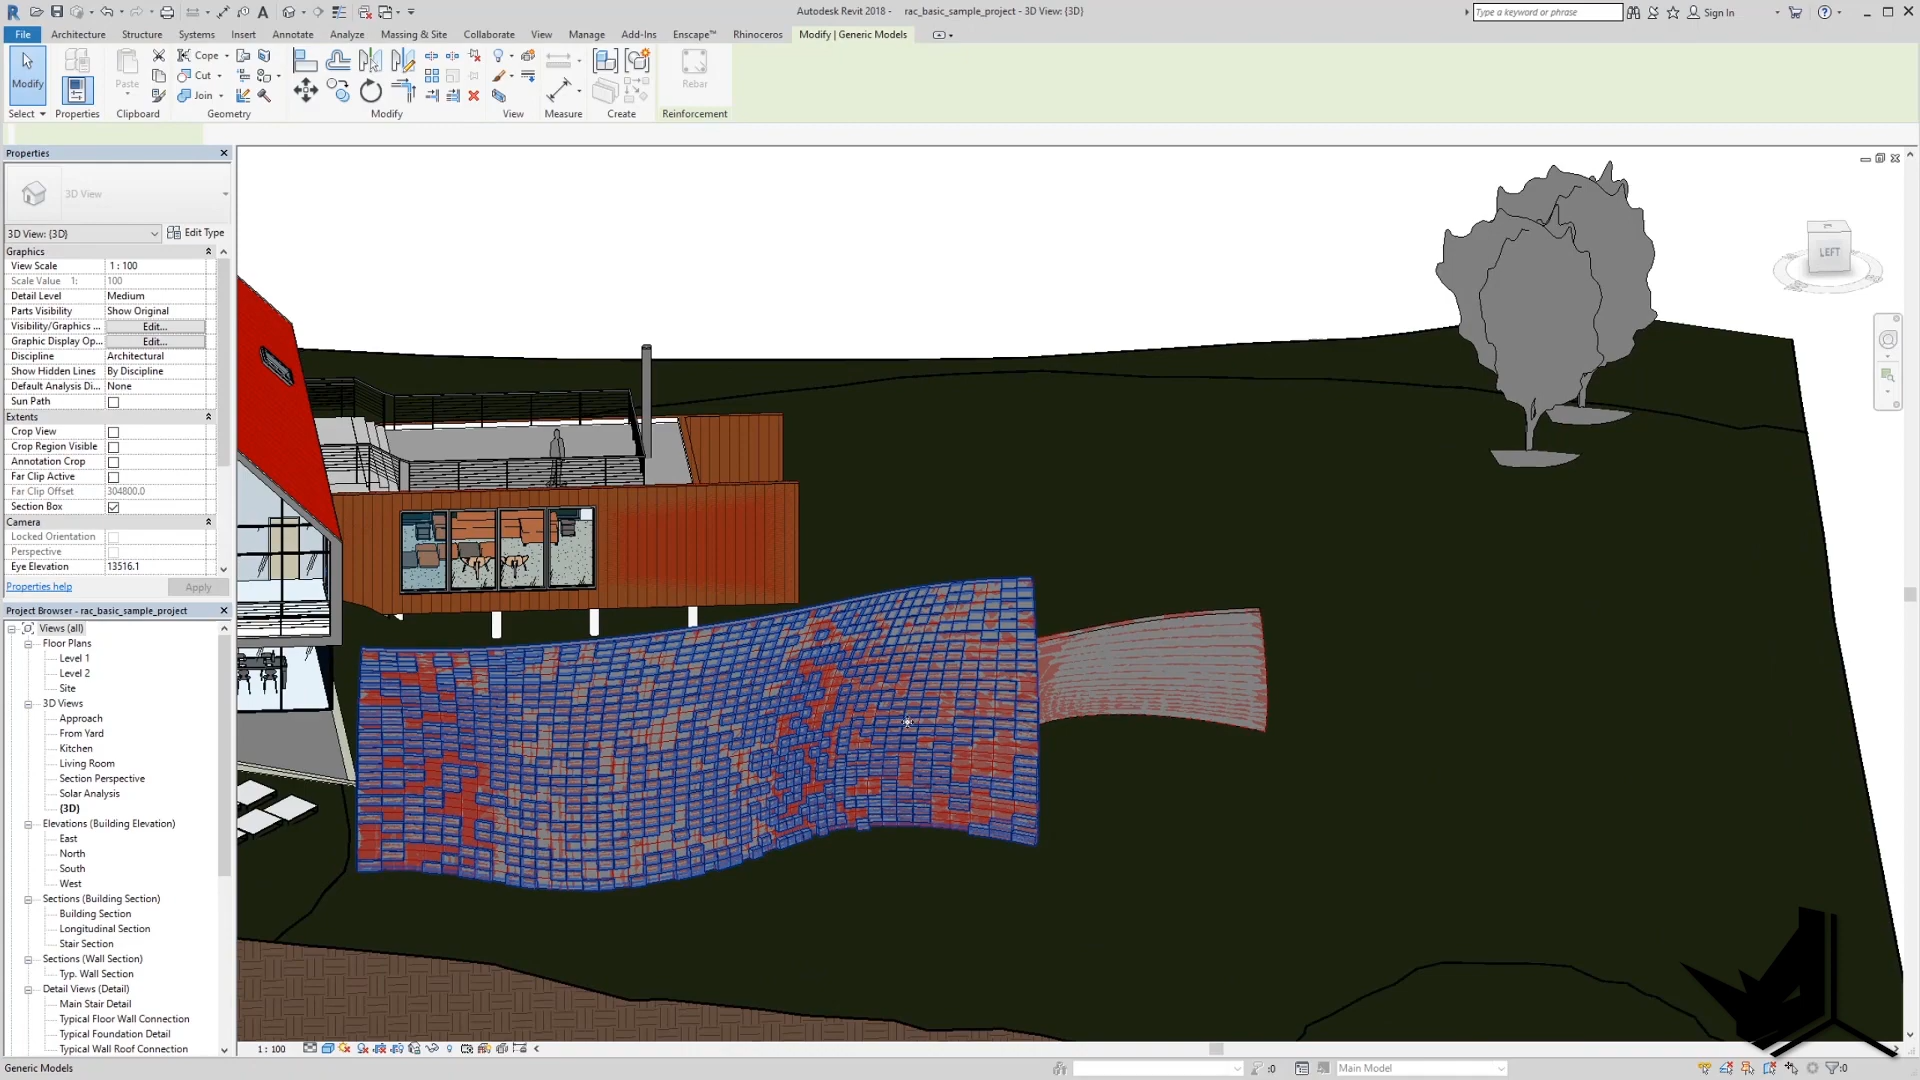 Autodesk Revit 2018 - rac_basic_sample_project - 3D View: {3D}
Type a keyword or phrase
Sign In
File Architecture Structure Systems Insert Annotate Analyze Massing & Site Collaborate View Manage Add-Ins Enscape™ Rhinoceros Modify | Generic Models
Modify
Paste
Cope
Cut
Join
Rebar
Select Properties Clipboard Geometry Modify View Measure Create Reinforcement
Properties
3D View
3D View: {3D}
Edit Type
Graphics
View Scale 1 : 100
Scale Value 1: 100
Detail Level Medium
Parts Visibility Show Original
Visibility/Graphics ... Edit...
Graphic Display Op... Edit...
Discipline Architectural
Show Hidden Lines By Discipline
Default Analysis Di... None
Sun Path
Extents
Crop View
Crop Region Visible
Annotation Crop
Far Clip Active
Far Clip Offset 304800.0
Section Box
Camera
Locked Orientation
Perspective
Eye Elevation 13516.1
Properties help
Apply
Project Browser - rac_basic_sample_project
Views (all)
Floor Plans
Level 1
Level 2
Site
3D Views
Approach
From Yard
Kitchen
Living Room
Section Perspective
Solar Analysis
{3D}
Elevations (Building Elevation)
East
North
South
West
Sections (Building Section)
Building Section
Longitudinal Section
Stair Section
Sections (Wall Section)
Typ. Wall Section
Detail Views (Detail)
Main Stair Detail
Typical Floor Wall Connection
Typical Foundation Detail
Typical Wall Roof Connection
LEFT
1 : 100
Generic Models
:0
Main Model
:0